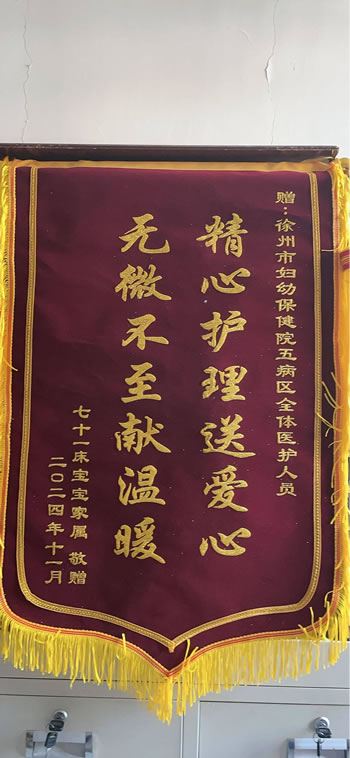 赠:徐州市妇幼保健院五病区全体医护人员
精心护理送爱心
无微不至献温暖
七十一床宝宝家属 敬赠
二〇二四年十一月